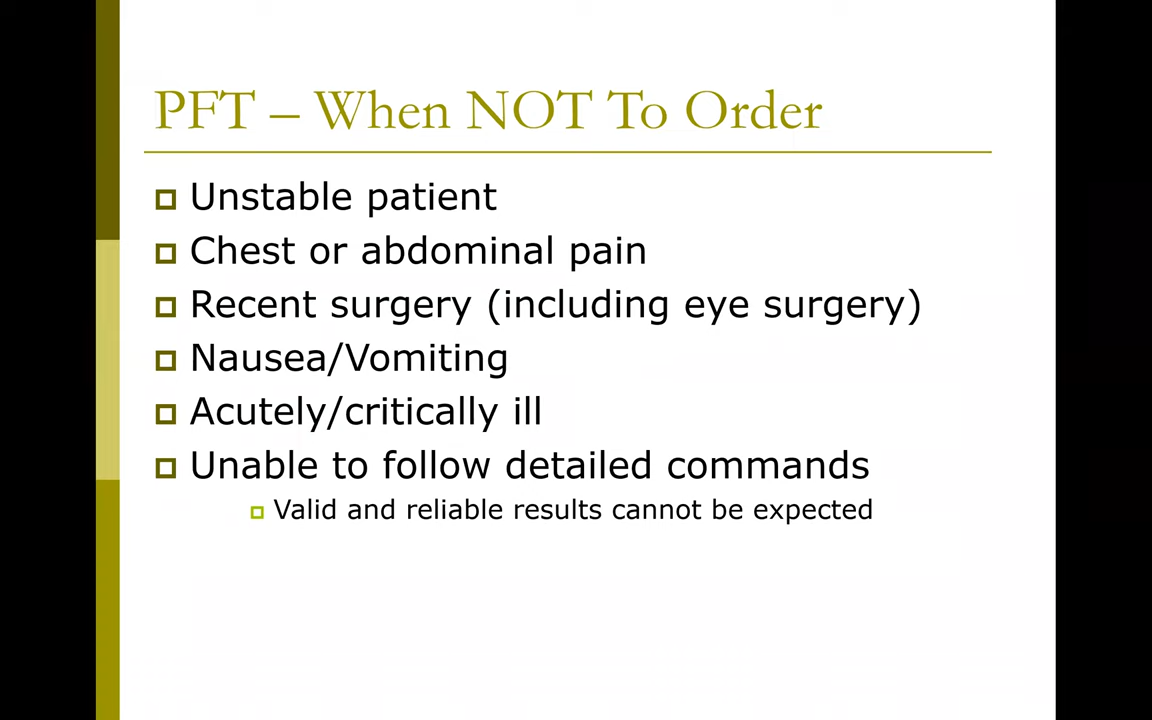 PFT – When NOT To Order
Unstable patient
Chest or abdominal pain
Recent surgery (including eye surgery)
Nausea/Vomiting
Acutely/critically ill
Unable to follow detailed commands
Valid and reliable results cannot be expected